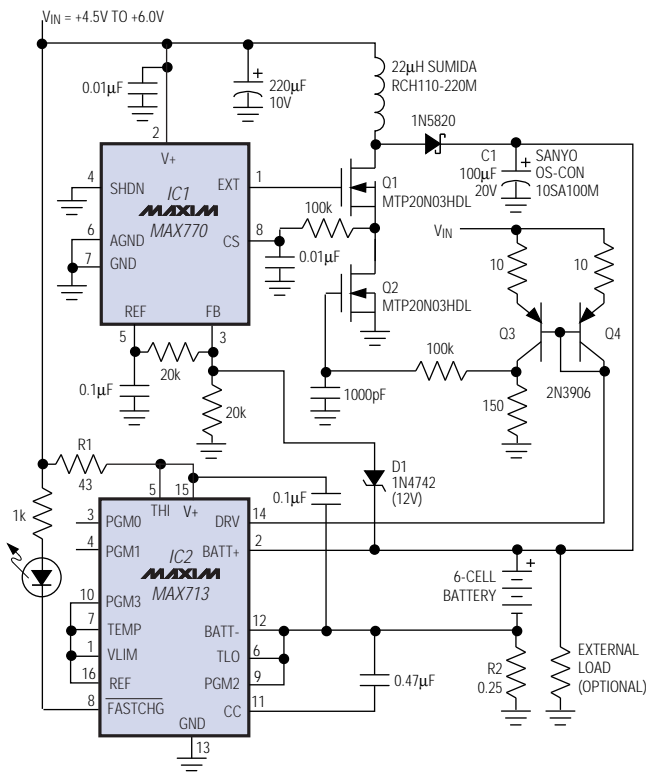 VIN = +4.5V TO +6.0V
0.01μF
220μF
10V
22μH SUMIDA
RCH110-220M
1N5820
C1
100μF
20V
SANYO
OS-CON
10SA100M
2
V+
4
SHDN
IC1
MAXIM
MAX770
EXT
1
Q1
MTP20N03HDL
6
AGND
7
GND
CS
8
100k
0.01μF
VIN
10
10
Q2
MTP20N03HDL
Q3
Q4
2N3906
REF
FB
5
3
20k
0.1μF
20k
1000pF
100k
150
R1
43
5
15
THI
V+
0.1μF
D1
1N4742
(12V)
1k
3
PGM0
DRV
14
4
PGM1
BATT+
2
IC2
MAXIM
MAX713
6-CELL
BATTERY
+
10
PGM3
7
TEMP
BATT-
12
1
VLIM
TLO
6
16
REF
PGM2
9
8
FASTCHG
CC
11
0.47μF
R2
0.25
EXTERNAL
LOAD
(OPTIONAL)
GND
13